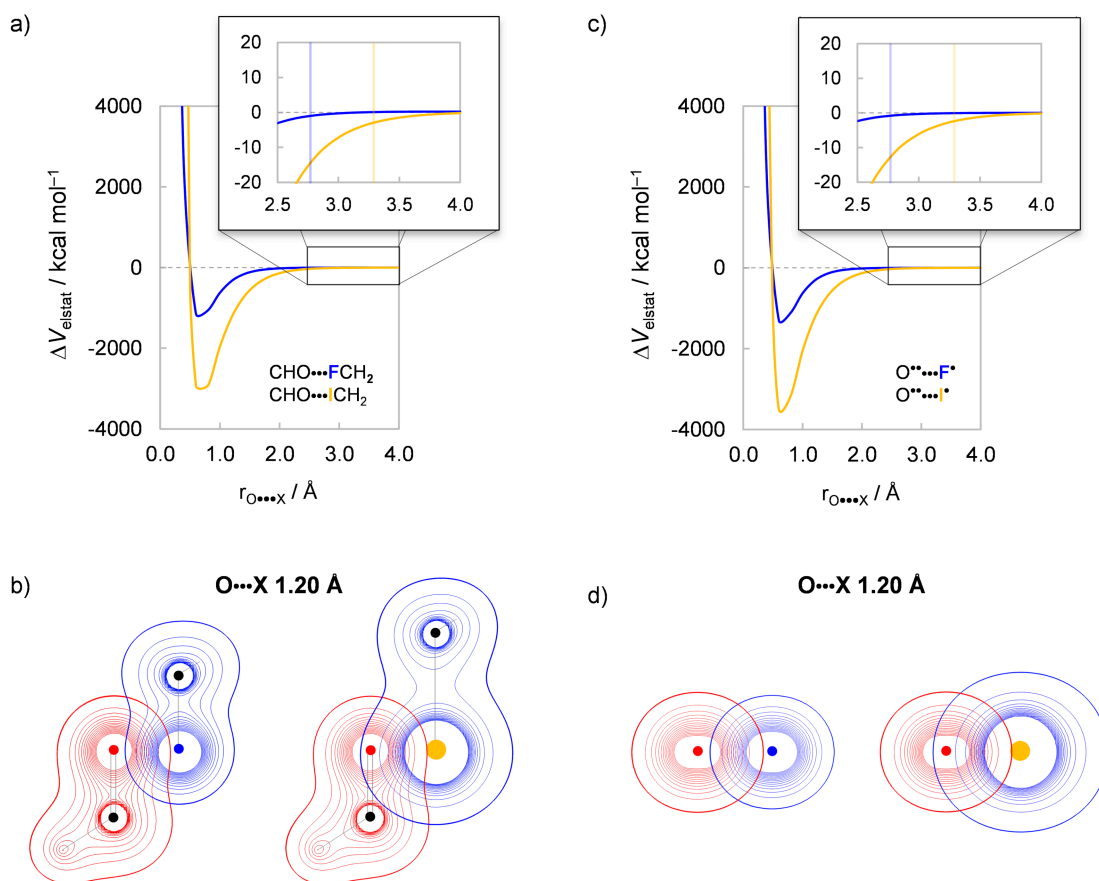 a)
20
10
0
-10
-20
2.5 3.0 3.5 4.0
4000
2000
0
-2000
-4000
0.0 1.0 2.0 3.0 4.0
ΔV_elstat / kcal mol⁻¹
r_O•••X / Å
CHO•••FCH₂
CHO•••ICH₂
c)
20
10
0
-10
-20
2.5 3.0 3.5 4.0
4000
2000
0
-2000
-4000
0.0 1.0 2.0 3.0 4.0
ΔV_elstat / kcal mol⁻¹
r_O•••X / Å
O•••••••F•
O•••••••I•
b)
O•••X 1.20 Å
d)
O•••X 1.20 Å